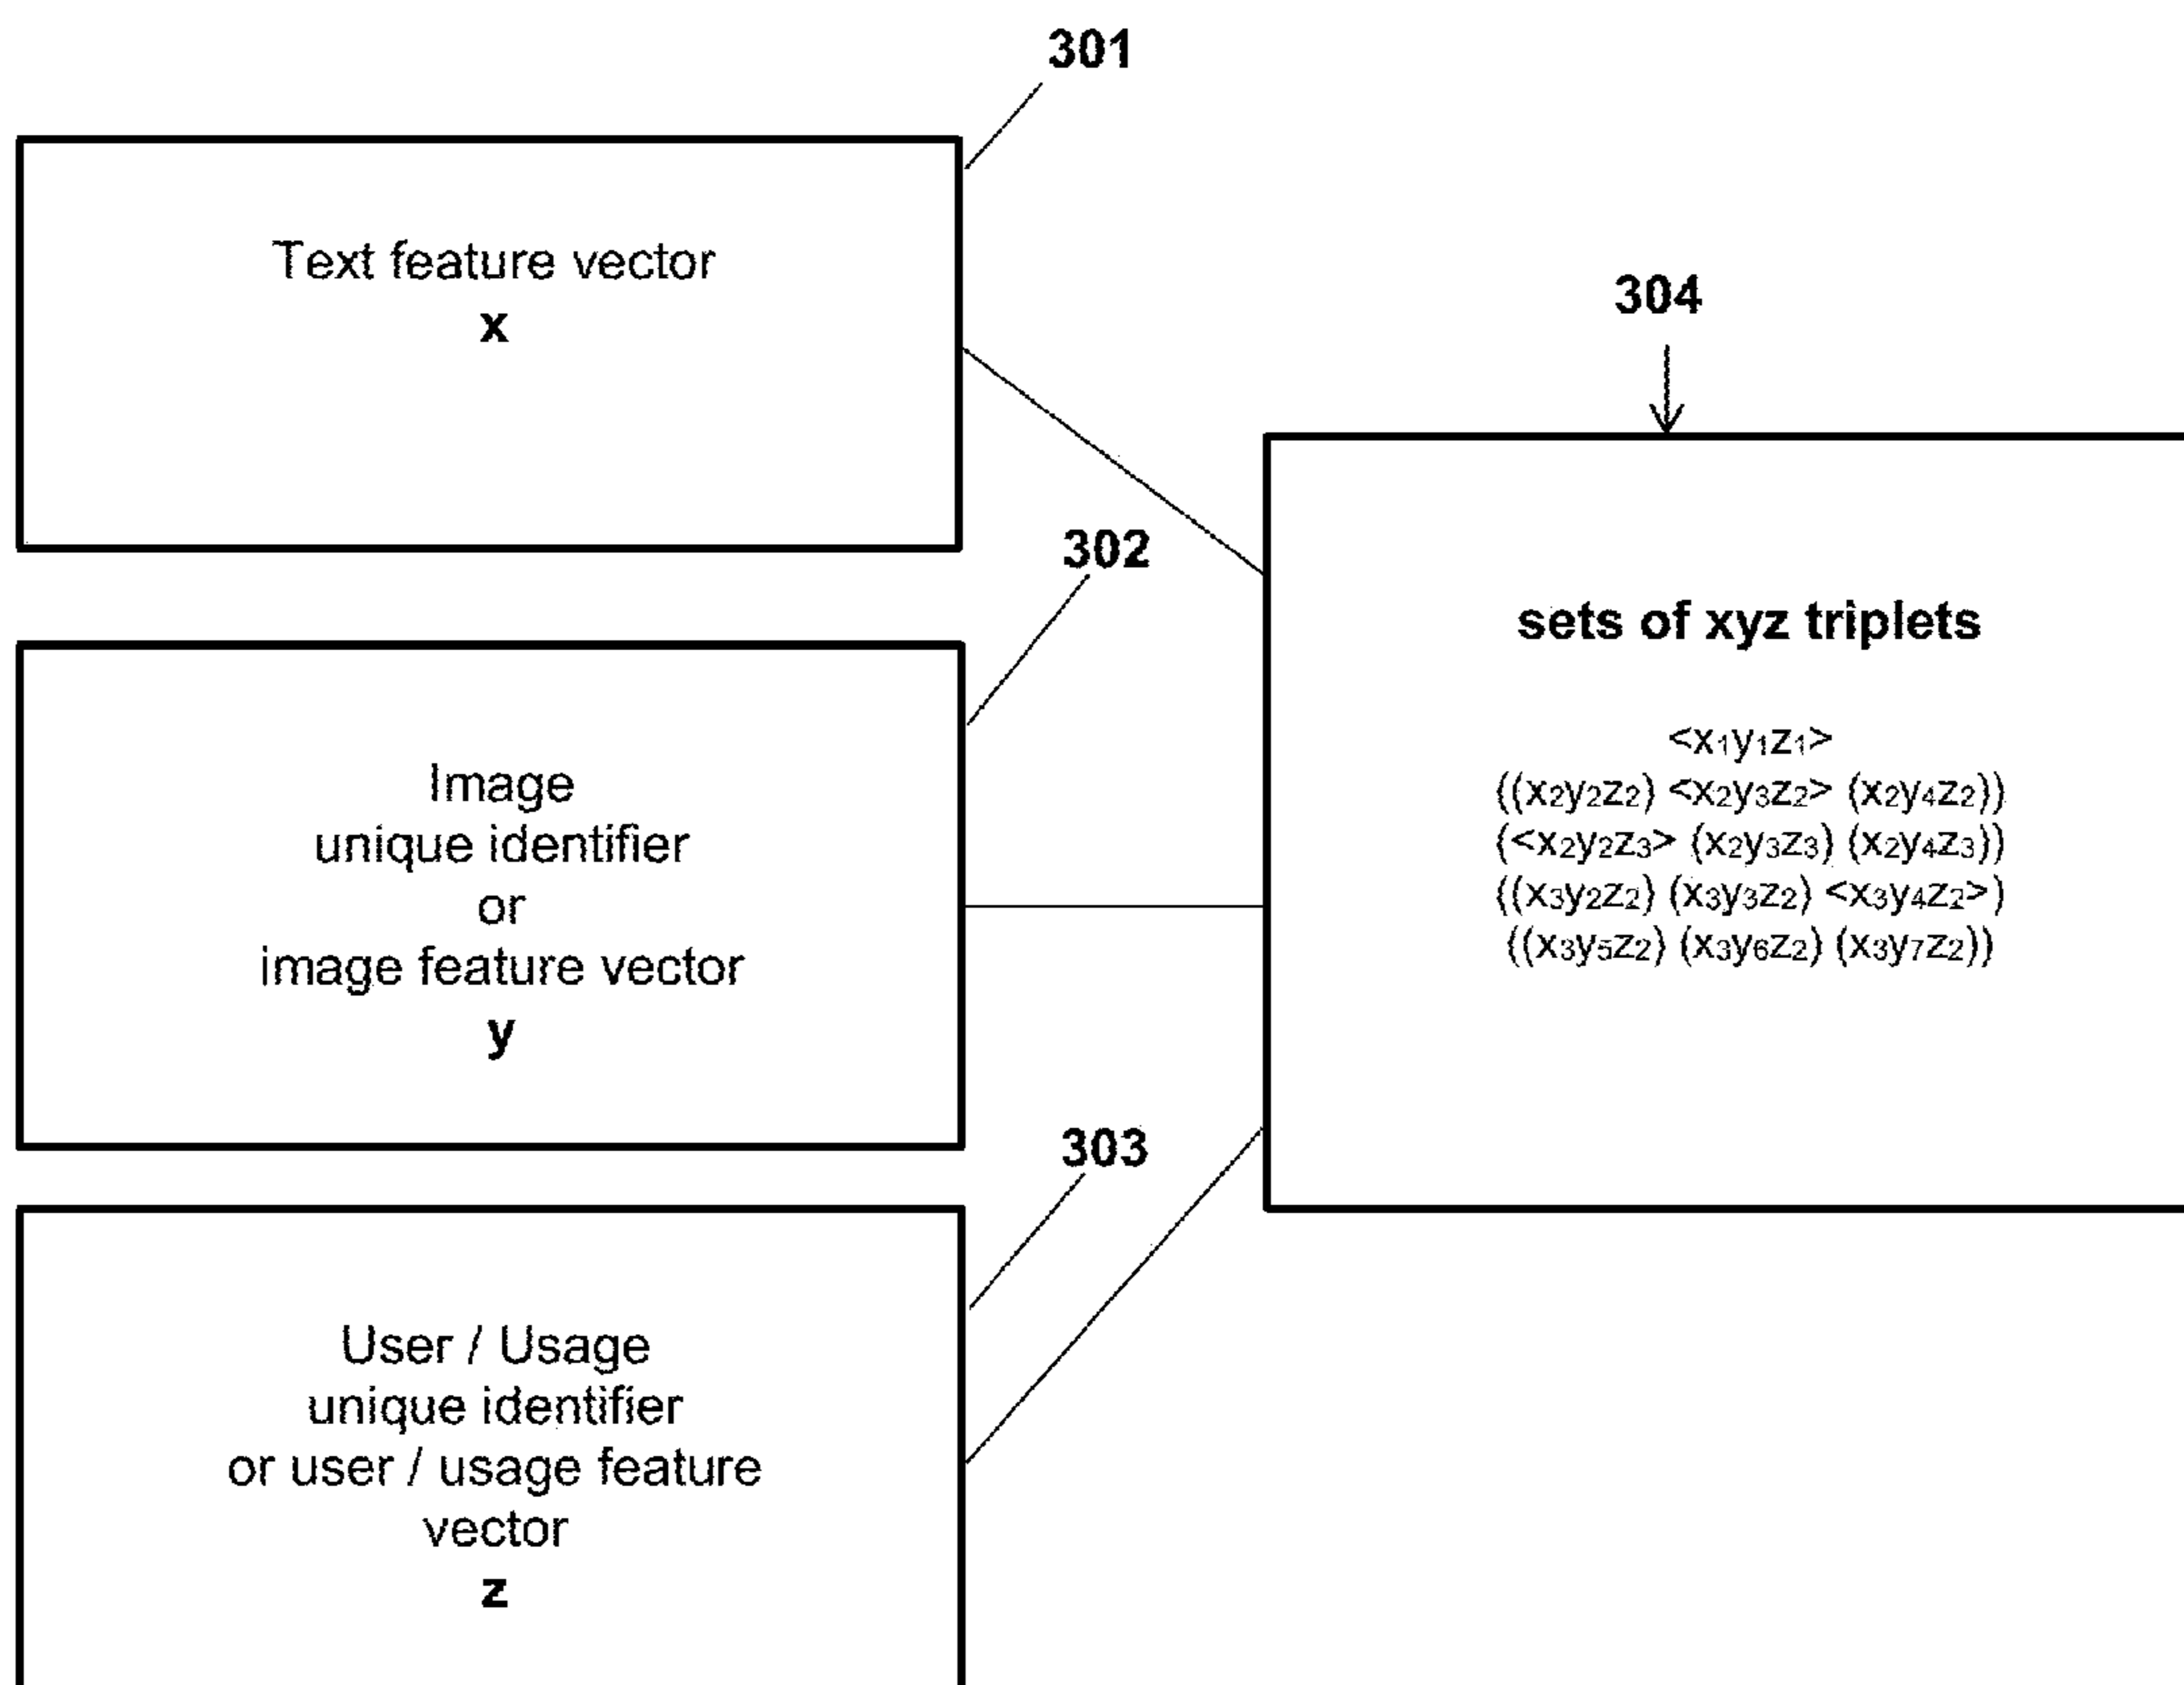 301
Text feature vector
x
302
Image
unique identifier
or
image feature vector
y
303
User / Usage
unique identifier
or user / usage feature
vector
z
304
sets of xyz triplets
<x₁y₁z₁>
((x₂y₂z₂) <x₂y₃z₂> (x₂y₄z₂))
(<x₂y₂z₃> (x₂y₃z₃) (x₂y₄z₃))
((x₃y₂z₂) (x₃y₃z₂) <x₃y₄z₂>)
((x₃y₅z₂) (x₃y₆z₂) (x₃y₇z₂))